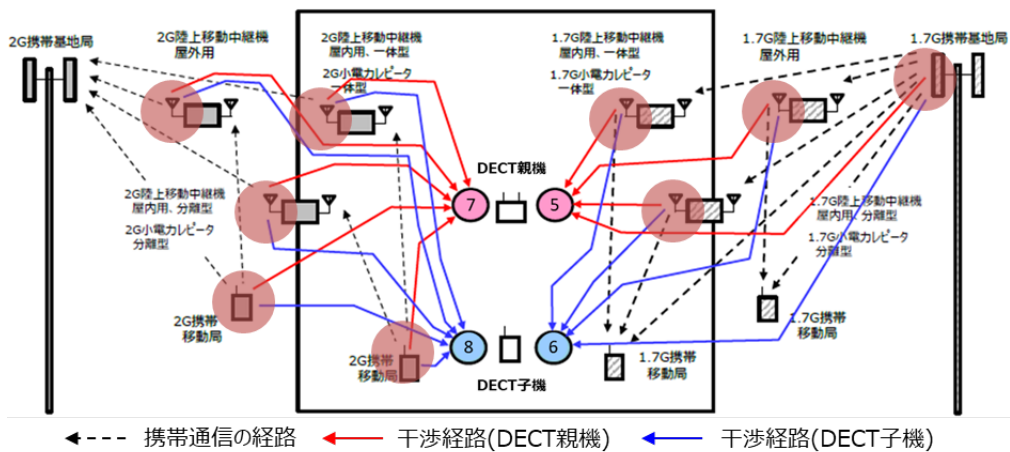 2G携帯基地局
2G陸上移動中継機
屋外用
2G陸上移動中継機
屋内用、一体型
2G小電力レピータ
一体型
1.7G陸上移動中継機
屋内用、一体型
1.7G小電力レピータ
一体型
1.7G陸上移動中継機
屋外用
1.7G携帯基地局
DECT親機
7
5
2G陸上移動中継機
屋内用、分離型
2G小電力レピータ
分離型
1.7G陸上移動中継機
屋内用、分離型
1.7G小電力レピータ
分離型
2G携帯
移動局
2G携帯
移動局
8
6
DECT子機
1.7G携帯
移動局
1.7G携帯
移動局
携帯通信の経路
干渉経路(DECT親機)
干渉経路(DECT子機)